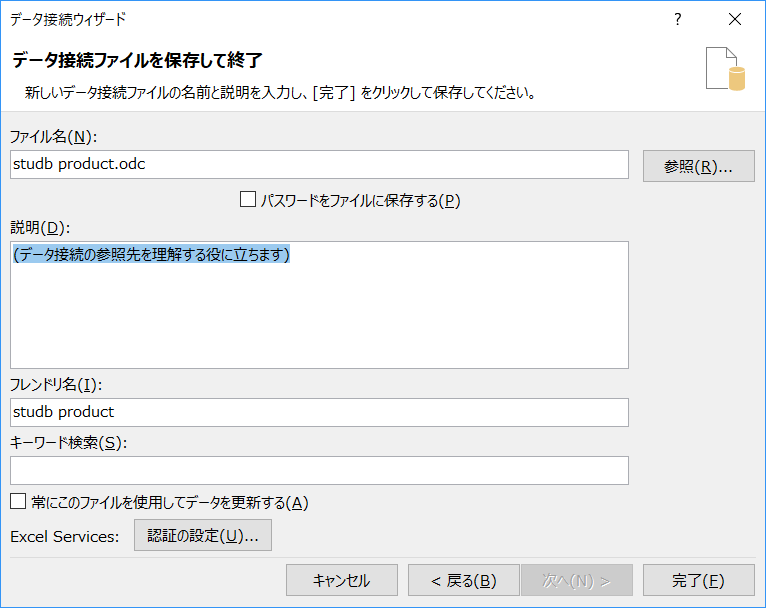 データ接続ウィザード
?
データ接続ファイルを保存して終了
新しいデータ接続ファイルの名前と説明を入力し、[完了] をクリックして保存してください。
ファイル名(N):
studb product.odc
参照(R)...
パスワードをファイルに保存する(P)
説明(D):
(データ接続の参照先を理解する役に立ちます)
フレンドリ名(I):
studb product
キーワード検索(S):
常にこのファイルを使用してデータを更新する(A)
Excel Services: 認証の設定(U)...
キャンセル < 戻る(B) 次へ(N) > 完了(F)